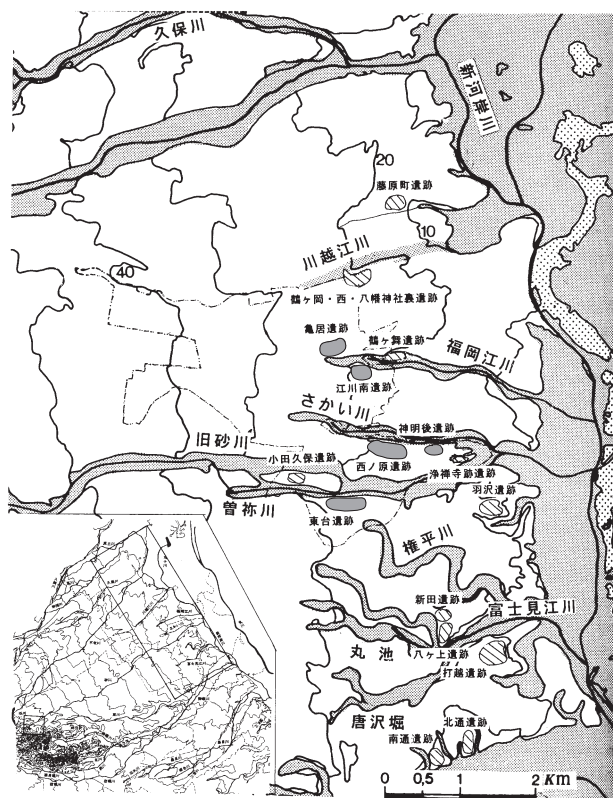 久保川
新河岸川
20
藤原町遺跡
10
川越江川
40
鶴ヶ岡・西・八幡神社裏遺跡
亀居遺跡
鶴ヶ舞遺跡
福岡江川
江川南遺跡
さかい川
神明後遺跡
旧砂川
小田久保遺跡
西ノ原遺跡
浄禅寺跡遺跡
羽沢遺跡
曽祢川
東台遺跡
権平川
新田遺跡
富士見江川
丸池
八ヶ上遺跡
打越遺跡
唐沢堀
北通遺跡
南通遺跡
0 0,5 1 2 Km